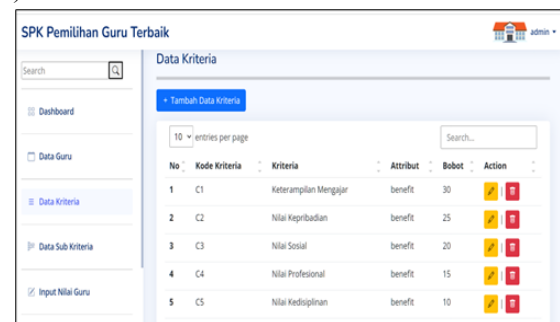 SPK Pemilihan Guru Terbaik
admin
Search
Data Kriteria
+ Tambah Data Kriteria
Dashboard
Data Guru
Data Kriteria
Data Sub Kriteria
Input Nilai Guru
10 entries per page
Search...
No Kode Kriteria Kriteria Attribut Bobot Action
1 C1 Keterampilan Mengajar benefit 30
2 C2 Nilai Kepribadian benefit 25
3 C3 Nilai Sosial benefit 20
4 C4 Nilai Profesional benefit 15
5 C5 Nilai Kedisiplinan benefit 10